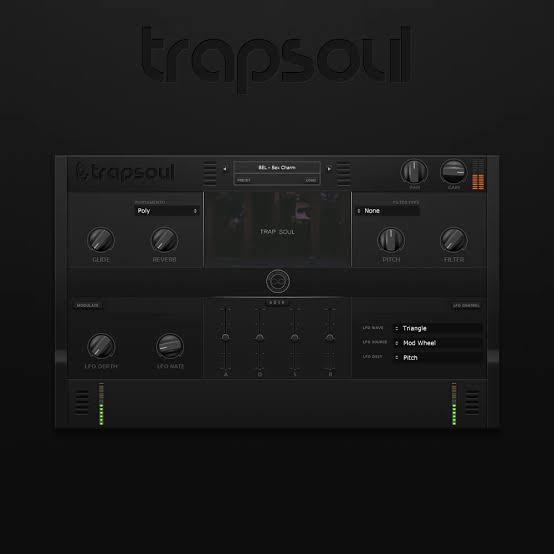 trapsoul
trapsoul
BEL - Box Charm
PRESET LOAD
PAN GAIN
PORTAMENTO
Poly
FILTER TYPE
None
TRAP SOUL
GLIDE REVERB PITCH FILTER
MODULATE ADSR LFO CONTROL
LFO WAVE Triangle
LFO SOURCE Mod Wheel
LFO DEST Pitch
LFO DEPTH LFO RATE
A D S R